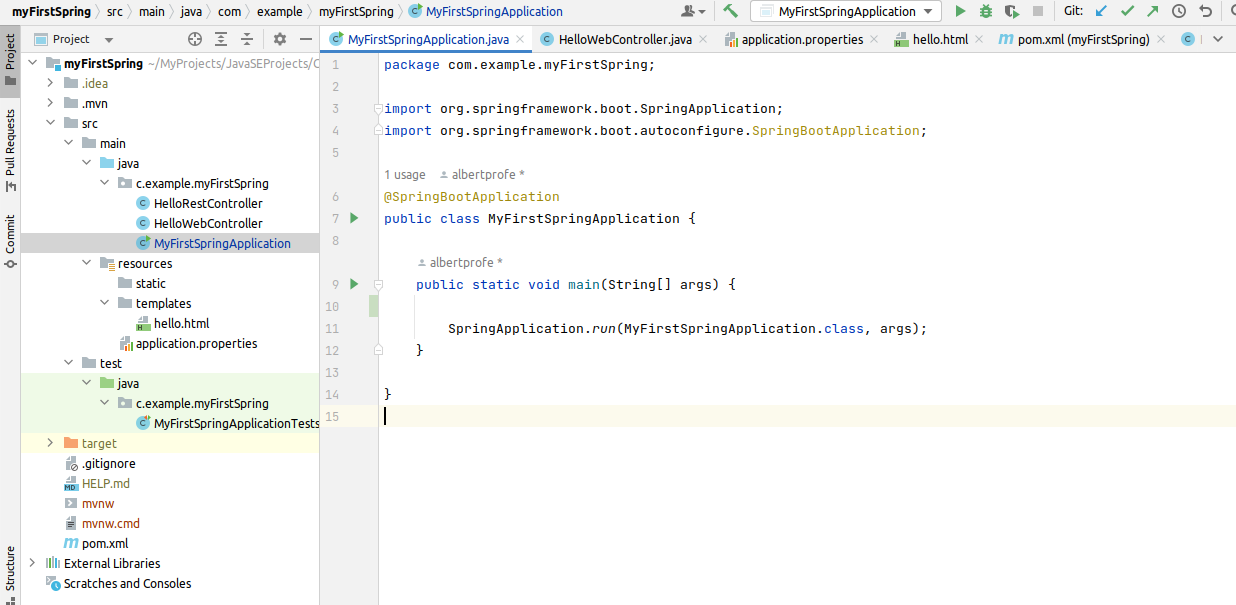 myFirstSpring src main java com example myFirstSpring MyFirstSpringApplication MyFirstSpringApplication Git:
Project
Pull Requests
Commit
Structure
Project
myFirstSpring ~/MyProjects/JavaSEProjects/C
.idea
.mvn
src
main
java
c.example.myFirstSpring
HelloRestController
HelloWebController
MyFirstSpringApplication
resources
static
templates
hello.html
application.properties
test
java
c.example.myFirstSpring
MyFirstSpringApplicationTests
target
.gitignore
HELP.md
mvnw
mvnw.cmd
pom.xml
External Libraries
Scratches and Consoles
MyFirstSpringApplication.java HelloWebController.java application.properties hello.html pom.xml (myFirstSpring)
1 package com.example.myFirstSpring;
2
3 import org.springframework.boot.SpringApplication;
4 import org.springframework.boot.autoconfigure.SpringBootApplication;
5
1 usage albertprofe *
6 @SpringBootApplication
7 public class MyFirstSpringApplication {
8
albertprofe *
9 public static void main(String[] args) {
10
11 SpringApplication.run(MyFirstSpringApplication.class, args);
12 }
13
14 }
15